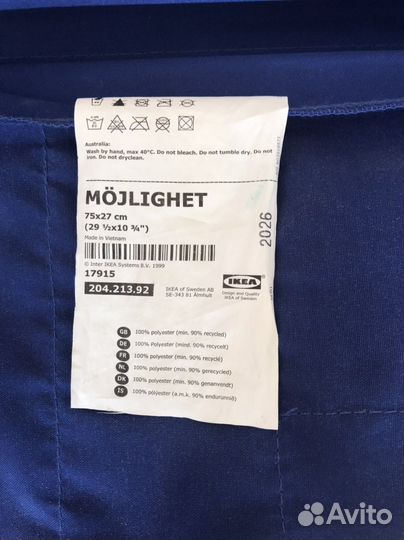 Australia:
Wash by hand, max 40°C. Do not bleach. Do not tumble dry. Do not
iron. Do not dryclean.
MÖJLIGHET
75x27 cm
(29 ½x10 ¾")
Made in Vietnam
2026
© Inter IKEA Systems B.V. 1999
17915
204.213.92
IKEA of Sweden AB
SE-343 81 Älmhult
IKEA
Design and Quality
IKEA of Sweden
GB 100% polyester (min. 90% recycled)
DE 100% polyester (mind. 90% recycelt)
FR 100% polyester (min. 90% recyclé)
NL 100% polyester (min. 90% gerecycled)
DK 100% polyester (min. 90% genanvendt)
IS 100% pólýester (a.m.k. 90% endurunnið)
Avito